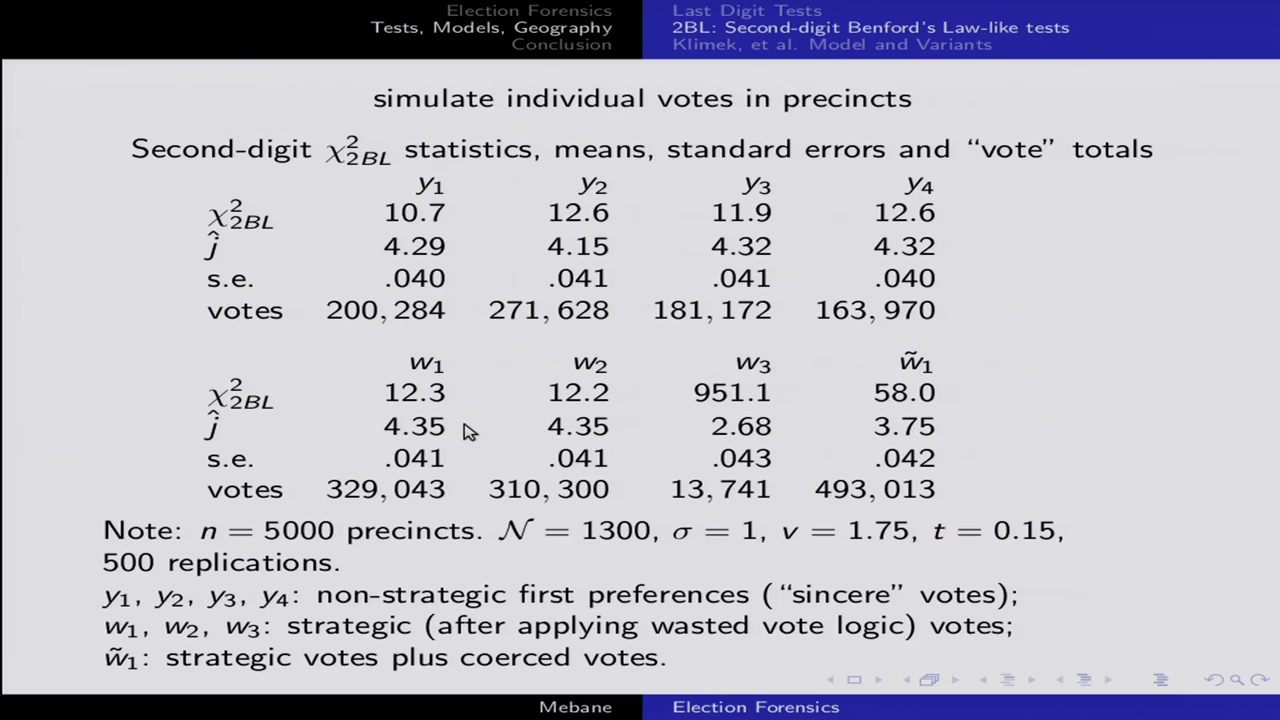 Election Forensics
Tests, Models, Geography
Conclusion
Last Digit Tests
2BL: Second-digit Benford's Law-like tests
Klimek, et al. Model and Variants
simulate individual votes in precincts
Second-digit χ²₂BL statistics, means, standard errors and “vote” totals
y₁ y₂ y₃ y₄
χ²₂BL 10.7 12.6 11.9 12.6
ĵ 4.29 4.15 4.32 4.32
s.e. .040 .041 .041 .040
votes 200,284 271,628 181,172 163,970
w₁ w₂ w₃ w̃₁
χ²₂BL 12.3 12.2 951.1 58.0
ĵ 4.35 4.35 2.68 3.75
s.e. .041 .041 .043 .042
votes 329,043 310,300 13,741 493,013
Note: n = 5000 precincts. 𝒩 = 1300, σ = 1, v = 1.75, t = 0.15,
500 replications.
y₁, y₂, y₃, y₄: non-strategic first preferences (“sincere” votes);
w₁, w₂, w₃: strategic (after applying wasted vote logic) votes;
w̃₁: strategic votes plus coerced votes.
Mebane
Election Forensics